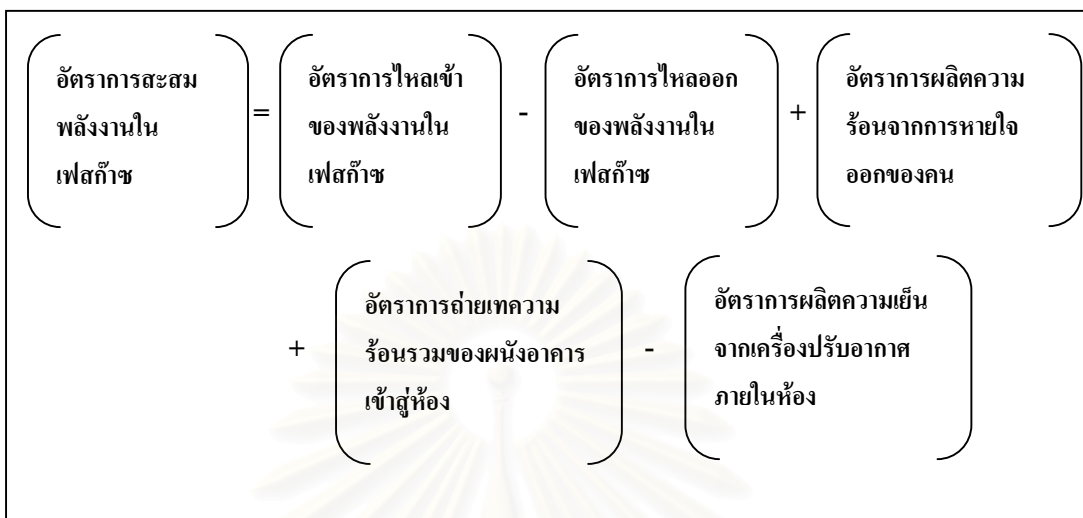 อัตราการสะสม
พลังงานใน
เฟสก๊าซ
=
อัตราการไหลเข้า
ของพลังงานใน
เฟสก๊าซ
-
อัตราการไหลออก
ของพลังงานใน
เฟสก๊าซ
+
อัตราการผลิตความ
ร้อนจากการหายใจ
ออกของคน
+
อัตราการถ่ายเทความ
ร้อนรวมของผนังอาคาร
เข้าสู่ห้อง
-
อัตราการผลิตความเย็น
จากเครื่องปรับอากาศ
ภายในห้อง